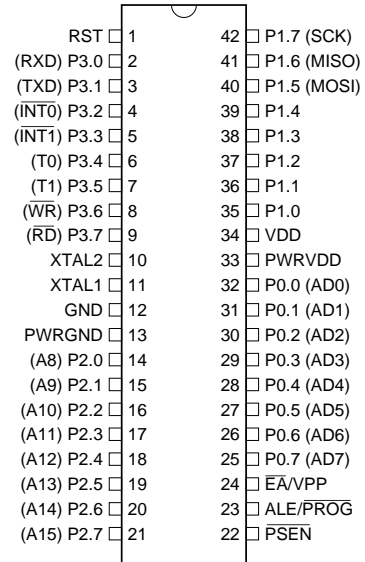 RST 1 42 P1.7 (SCK)
(RXD) P3.0 2 41 P1.6 (MISO)
(TXD) P3.1 3 40 P1.5 (MOSI)
(I̅N̅T̅0̅) P3.2 4 39 P1.4
(I̅N̅T̅1̅) P3.3 5 38 P1.3
(T0) P3.4 6 37 P1.2
(T1) P3.5 7 36 P1.1
(W̅R̅) P3.6 8 35 P1.0
(R̅D̅) P3.7 9 34 VDD
XTAL2 10 33 PWRVDD
XTAL1 11 32 P0.0 (AD0)
GND 12 31 P0.1 (AD1)
PWRGND 13 30 P0.2 (AD2)
(A8) P2.0 14 29 P0.3 (AD3)
(A9) P2.1 15 28 P0.4 (AD4)
(A10) P2.2 16 27 P0.5 (AD5)
(A11) P2.3 17 26 P0.6 (AD6)
(A12) P2.4 18 25 P0.7 (AD7)
(A13) P2.5 19 24 E̅A̅/VPP
(A14) P2.6 20 23 ALE/P̅R̅O̅G̅
(A15) P2.7 21 22 P̅S̅E̅N̅